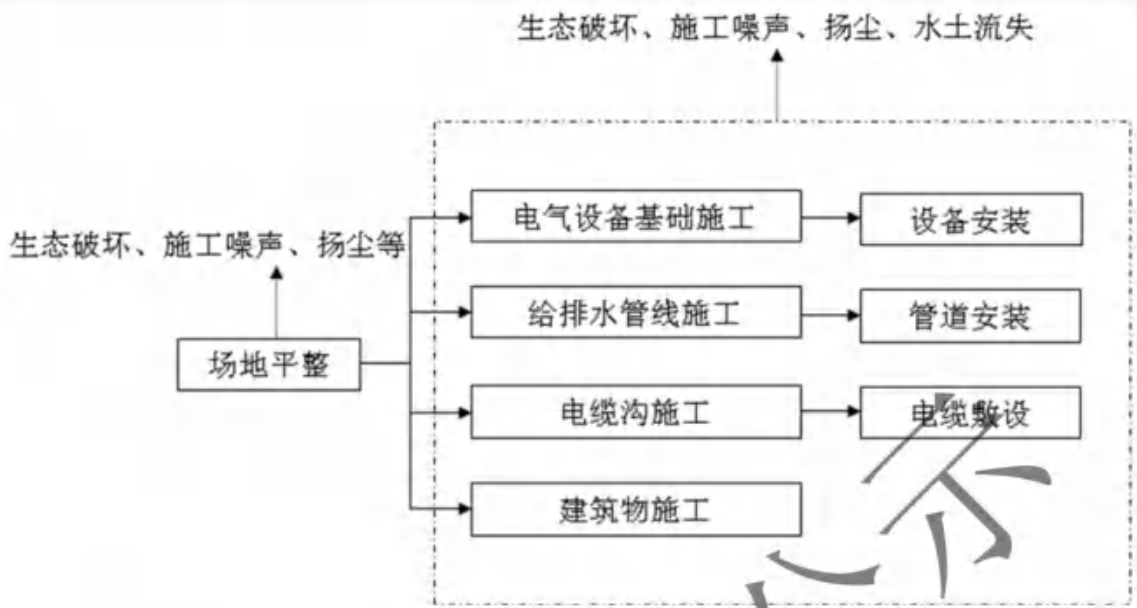 生态破坏、施工噪声、扬尘、水土流失
电气设备基础施工
设备安装
生态破坏、施工噪声、扬尘等
给排水管线施工
管道安装
场地平整
电缆沟施工
电缆敷设
建筑物施工